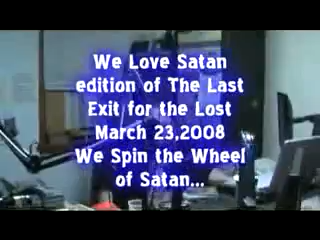 We Love Satan
edition of The Last
Exit for the Lost
March 23,2008
We Spin the Wheel
of Satan...